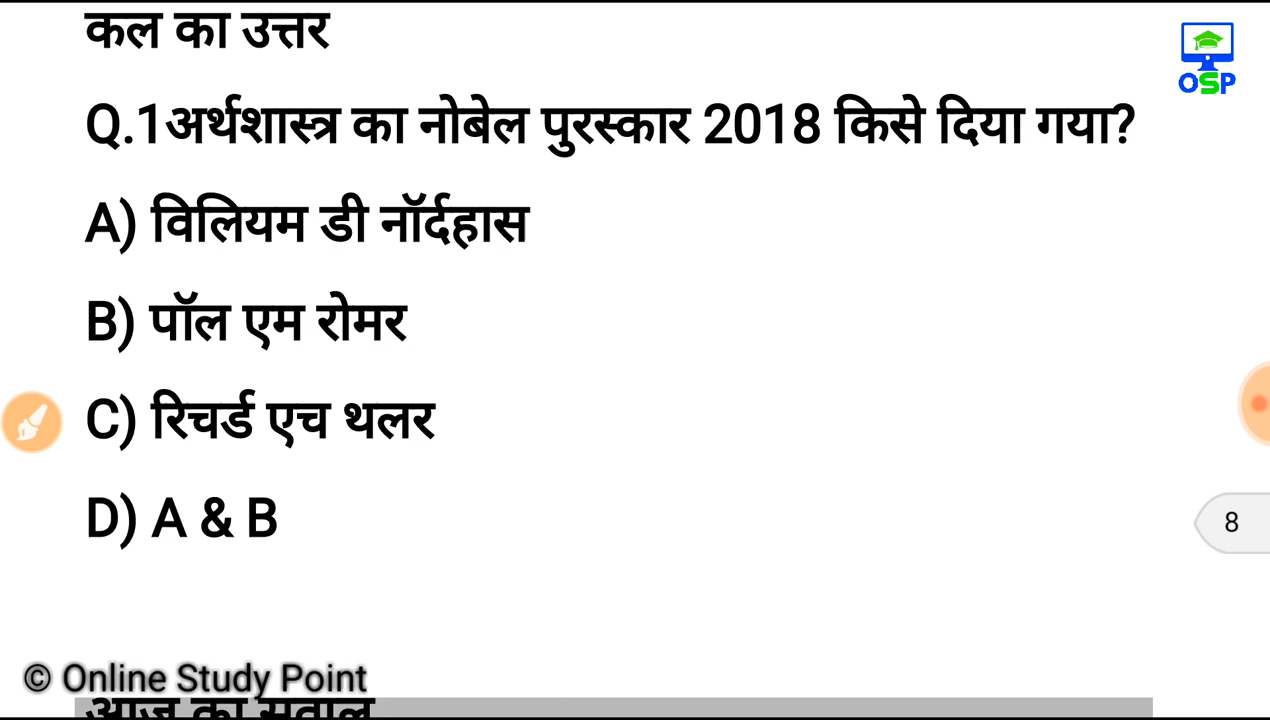 कल का उत्तर
OSP
Q.1अर्थशास्त्र का नोबेल पुरस्कार 2018 किसे दिया गया?
A) विलियम डी नॉर्दहास
B) पॉल एम रोमर
C) रिचर्ड एच थलर
D) A & B
8
© Online Study Point
आज का सवाल